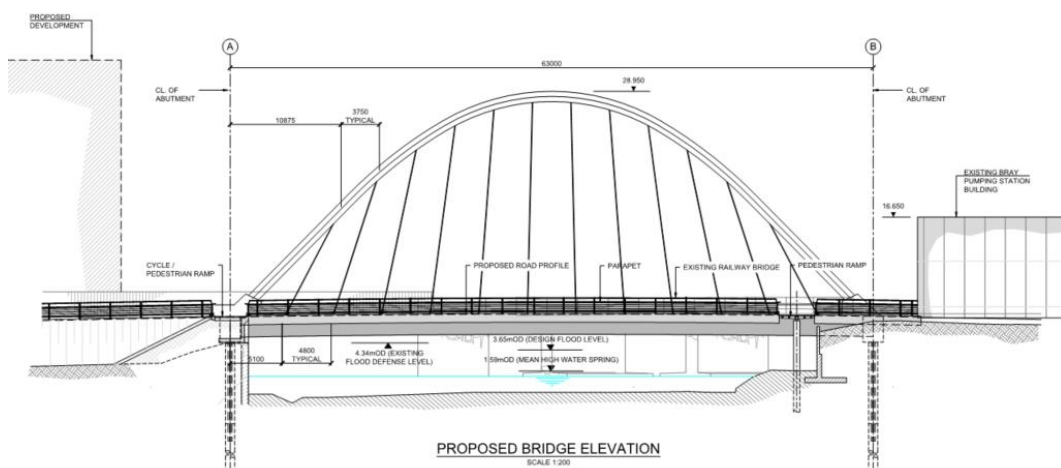 PROPOSED
DEVELOPMENT
A
B
63000
CL. OF
ABUTMENT
28.950
CL. OF
ABUTMENT
10875
3750
TYPICAL
EXISTING BRAY
PUMPING STATION
BUILDING
16.650
CYCLE /
PEDESTRIAN RAMP
PROPOSED ROAD PROFILE
PARAPET
EXISTING RAILWAY BRIDGE
PEDESTRIAN RAMP
3.65mOD (DESIGN FLOOD LEVEL)
4.34mOD (EXISTING
FLOOD DEFENSE LEVEL)
1.59mOD (MEAN HIGH WATER SPRING)
5100
4800
TYPICAL
PROPOSED BRIDGE ELEVATION
SCALE 1:200